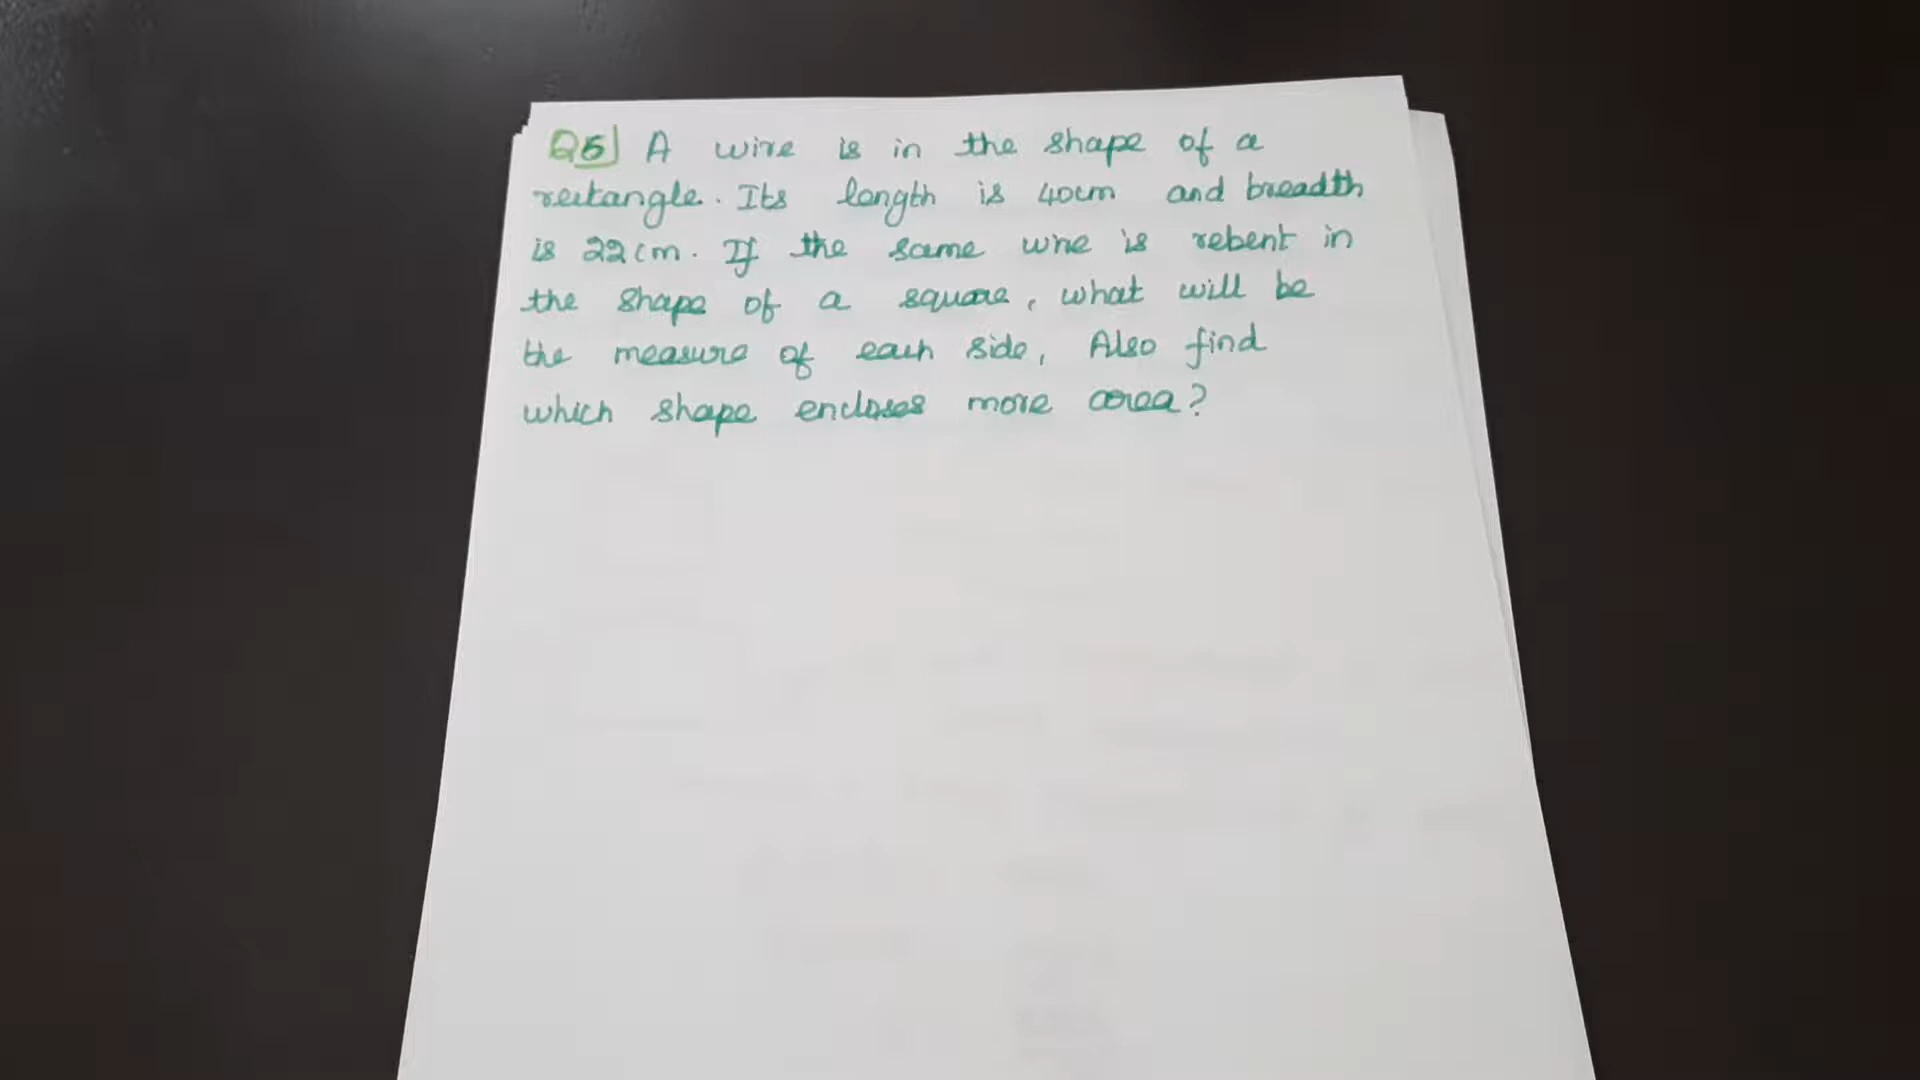 Q5 A wire is in the shape of a
rectangle. Its length is 40cm and breadth
is 22cm. If the same wire is rebent in
the shape of a square, what will be
the measure of each side, Also find
which shape encloses more area?